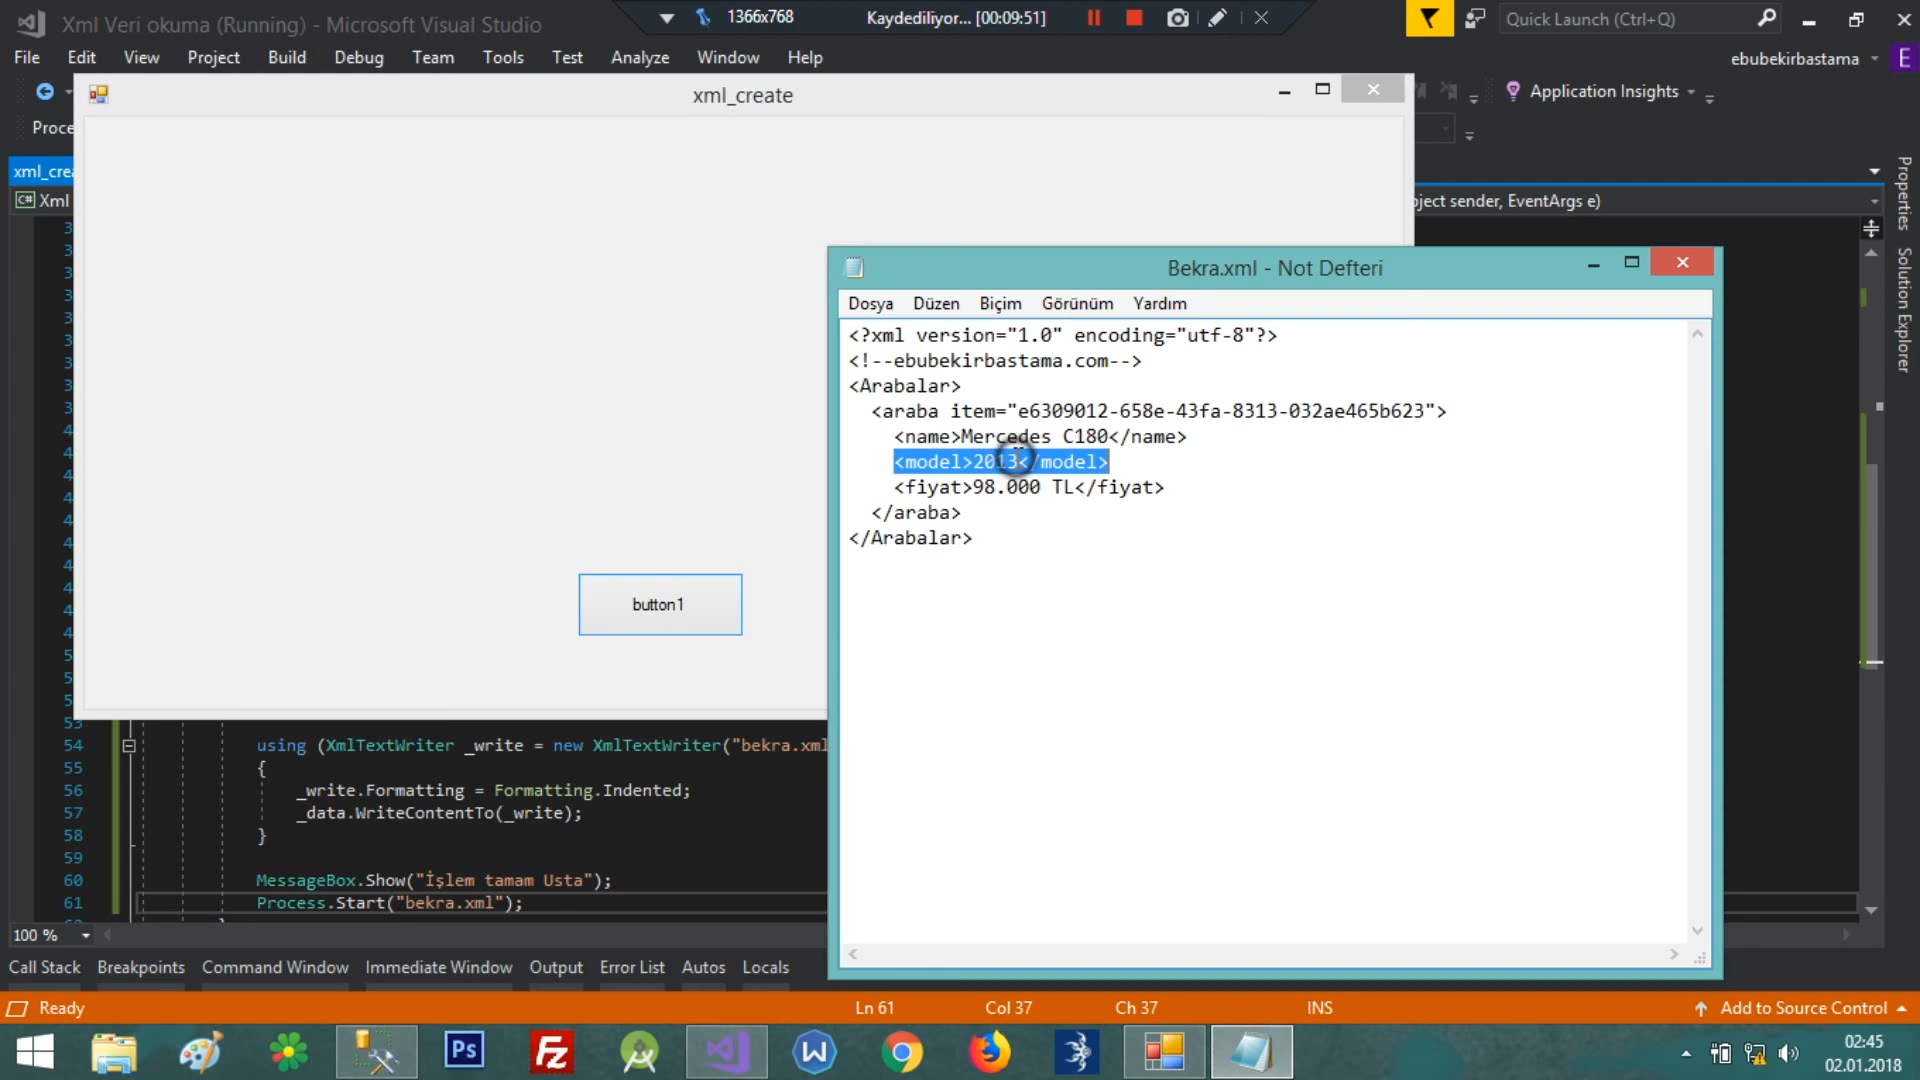 Xml Veri okuma (Running) - Microsoft Visual Studio
1366x768
Kaydediliyor... [00:09:51]
Quick Launch (Ctrl+Q)
File Edit View Project Build Debug Team Tools Test Analyze Window Help
ebubekirbastama
E
xml_create
Application Insights
Proce
xml_crea
C# Xml
bject sender, EventArgs e)
Properties
Solution Explorer
Bekra.xml - Not Defteri
Dosya Düzen Biçim Görünüm Yardım
<?xml version="1.0" encoding="utf-8"?>
<!--ebubekirbastama.com-->
<Arabalar>
<araba item="e6309012-658e-43fa-8313-032ae465b623">
<name>Mercedes C180</name>
<model>2013</model>
<fiyat>98.000 TL</fiyat>
</araba>
</Arabalar>
button1
53
54 using (XmlTextWriter _write = new XmlTextWriter("bekra.xml
55 {
56 _write.Formatting = Formatting.Indented;
57 _data.WriteContentTo(_write);
58 }
59
60 MessageBox.Show("İşlem tamam Usta");
61 Process.Start("bekra.xml");
100 %
Call Stack Breakpoints Command Window Immediate Window Output Error List Autos Locals
Ready
Ln 61 Col 37 Ch 37 INS
Add to Source Control
Ps
Fz
W
02:45
02.01.2018